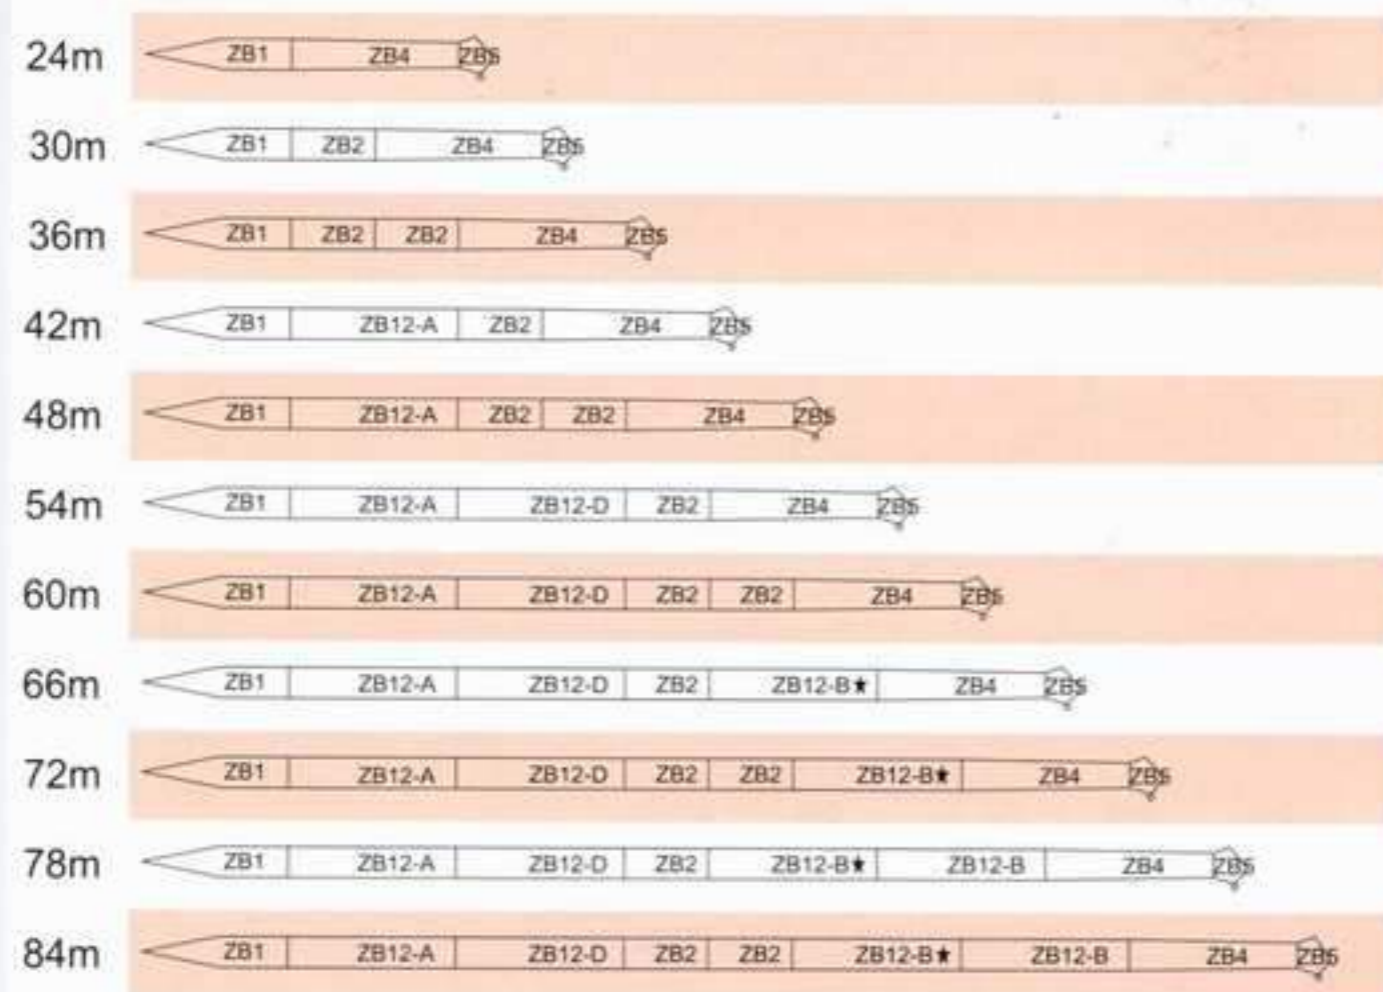 24m ZB1 ZB4 ZB5
30m ZB1 ZB2 ZB4 ZB5
36m ZB1 ZB2 ZB2 ZB4 ZB5
42m ZB1 ZB12-A ZB2 ZB4 ZB5
48m ZB1 ZB12-A ZB2 ZB2 ZB4 ZB5
54m ZB1 ZB12-A ZB12-D ZB2 ZB4 ZB5
60m ZB1 ZB12-A ZB12-D ZB2 ZB2 ZB4 ZB5
66m ZB1 ZB12-A ZB12-D ZB2 ZB12-B★ ZB4 ZB5
72m ZB1 ZB12-A ZB12-D ZB2 ZB2 ZB12-B★ ZB4 ZB5
78m ZB1 ZB12-A ZB12-D ZB2 ZB12-B★ ZB12-B ZB4 ZB5
84m ZB1 ZB12-A ZB12-D ZB2 ZB2 ZB12-B★ ZB12-B ZB4 ZB5